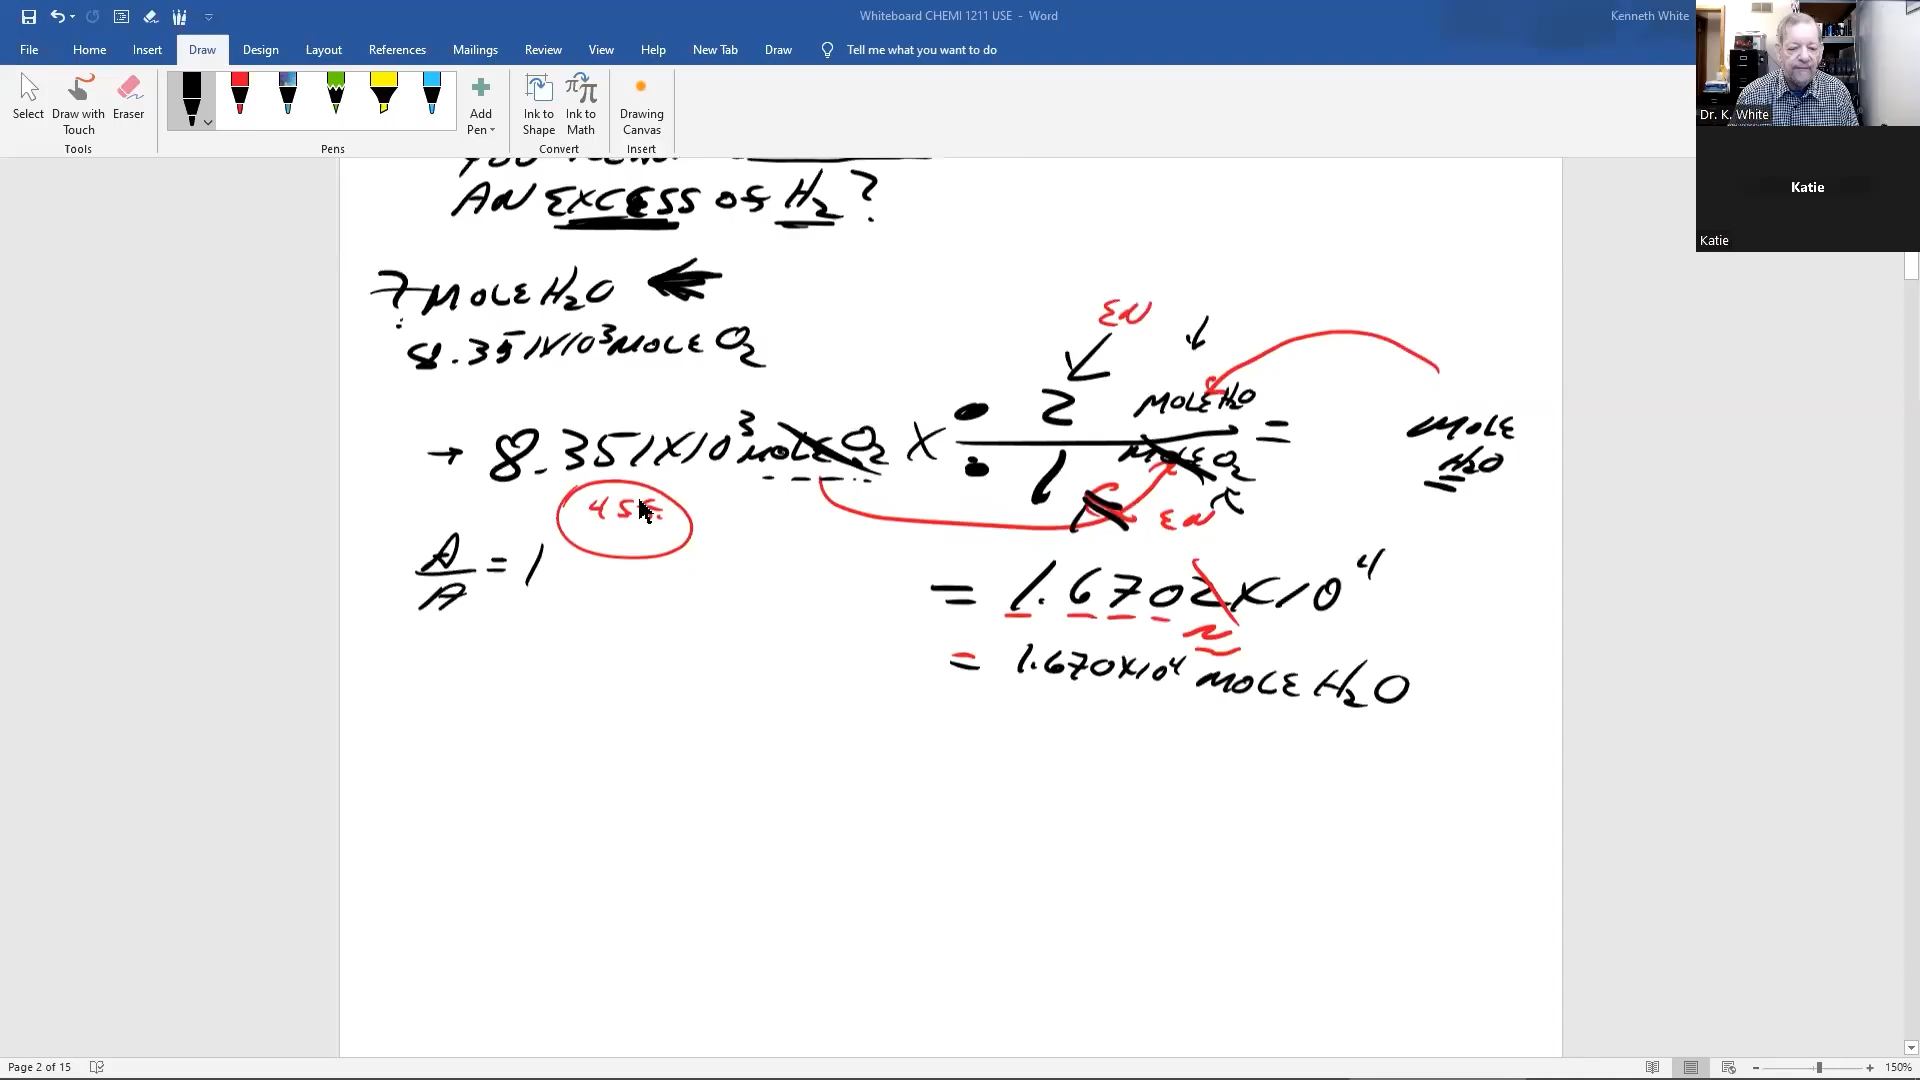 Whiteboard CHEMI 1211 USE - Word
Kenneth White
File Home Insert Draw Design Layout References Mailings Review View Help New Tab Draw Tell me what you want to do
Select Draw with Touch Eraser
Add Pen
Ink to Shape
Ink to Math
Drawing Canvas
Tools
Pens
Convert
Insert
Dr. K. White
Katie
Katie
AN EXCESS OF H2?
? MOLE H2O
8.351X10^3 MOLE O2
EN
→ 8.351X10^3 MOLE O2 X 2 MOLE H2O / 1 MOLE O2 =
MOLE H2O
EN
A/A = 1
= 1.6702X10^4
= 1.670X10^4 MOLE H2O
Page 2 of 15
150%